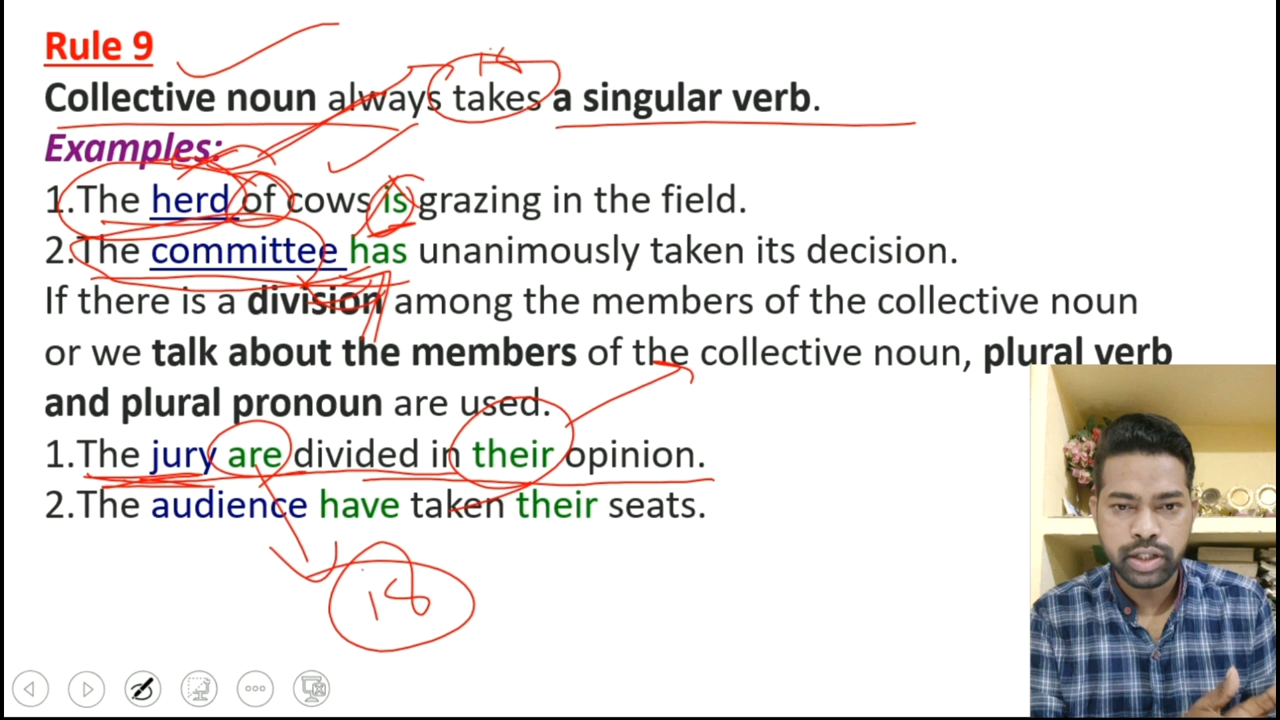 Rule 9
is
Collective noun always takes a singular verb.
Examples:
1.The herd of cows is grazing in the field.
2.The committee has unanimously taken its decision.
If there is a division among the members of the collective noun
or we talk about the members of the collective noun, plural verb
and plural pronoun are used.
1.The jury are divided in their opinion.
2.The audience have taken their seats.
is